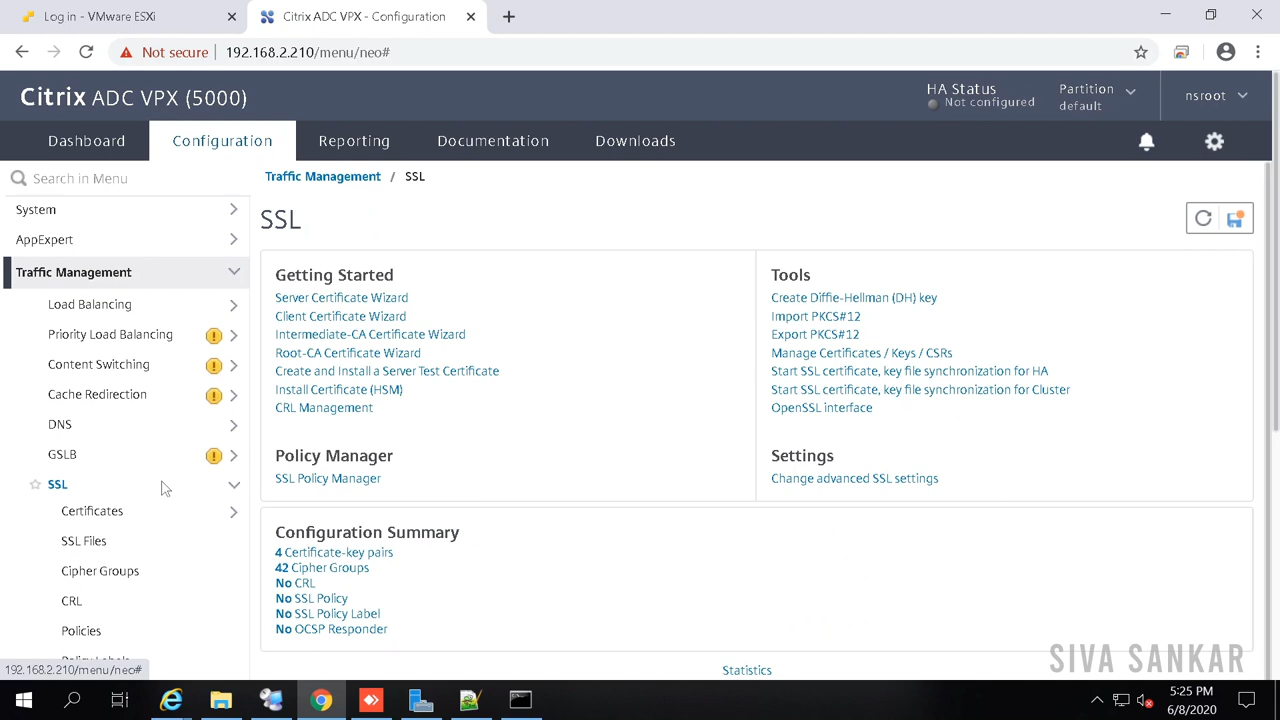 Log in - VMware ESXi
Citrix ADC VPX - Configuration
Not secure
192.168.2.210/menu/neo#
Citrix ADC VPX (5000)
HA Status
Not configured
Partition
default
nsroot
Dashboard
Configuration
Reporting
Documentation
Downloads
Search in Menu
System
AppExpert
Traffic Management
Load Balancing
Priority Load Balancing
Content Switching
Cache Redirection
DNS
GSLB
SSL
Certificates
SSL Files
Cipher Groups
CRL
Policies
Policy Labels
192.168.2.210/menu/neo#
Traffic Management / SSL
SSL
Getting Started
Server Certificate Wizard
Client Certificate Wizard
Intermediate-CA Certificate Wizard
Root-CA Certificate Wizard
Create and Install a Server Test Certificate
Install Certificate (HSM)
CRL Management
Policy Manager
SSL Policy Manager
Tools
Create Diffie-Hellman (DH) key
Import PKCS#12
Export PKCS#12
Manage Certificates / Keys / CSRs
Start SSL certificate, key file synchronization for HA
Start SSL certificate, key file synchronization for Cluster
OpenSSL interface
Settings
Change advanced SSL settings
Configuration Summary
4 Certificate-key pairs
42 Cipher Groups
No CRL
No SSL Policy
No SSL Policy Label
No OCSP Responder
Statistics
SIVA SANKAR
5:25 PM
6/8/2020